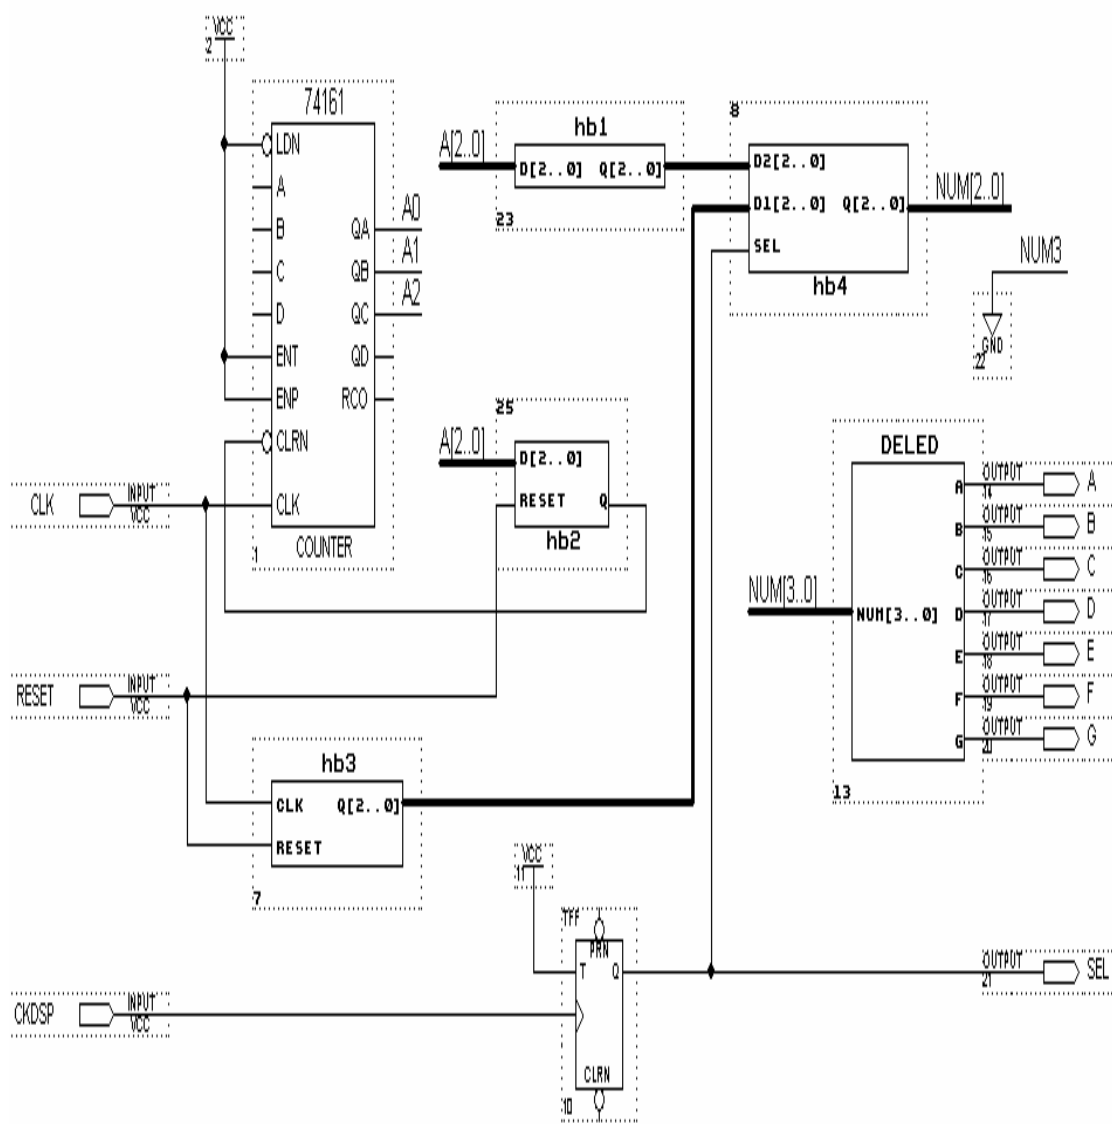 VCC
2
74161
LDN
A
B
C
D
ENT
ENP
CLRN
CLK
QA
QB
QC
QD
RCO
A0
A1
A2
1
COUNTER
A[2..0]
hb1
D[2..0] Q[2..0]
23
8
D2[2..0]
D1[2..0] Q[2..0]
SEL
hb4
NUM[2..0]
NUM3
GND
22
25
A[2..0]
D[2..0]
RESET Q
hb2
CLK
INPUT
VCC
RESET
INPUT
VCC
hb3
CLK Q[2..0]
RESET
7
DELED
NUM[3..0]
NUM[3..0]
A
B
C
D
E
F
G
13
OUTPUT
14
A
OUTPUT
15
B
OUTPUT
16
C
OUTPUT
17
D
OUTPUT
18
E
OUTPUT
19
F
OUTPUT
20
G
VCC
11
TFF
PRN
T Q
CLRN
10
CKDSP
INPUT
VCC
OUTPUT
21
SEL